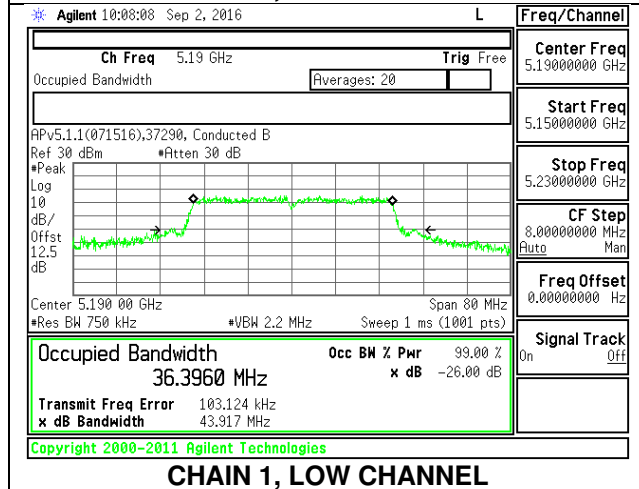 Agilent 10:08:08 Sep 2, 2016 L
Freq/Channel
Ch Freq 5.19 GHz Trig Free
Occupied Bandwidth Averages: 20
Center Freq
5.19000000 GHz
Start Freq
5.15000000 GHz
Stop Freq
5.23000000 GHz
CF Step
8.00000000 MHz
Auto Man
Freq Offset
0.00000000 Hz
Signal Track
On Off
APv5.1.1(071516),37290, Conducted B
Ref 30 dBm #Atten 30 dB
#Peak
Log
10
dB/
Offst
12.5
dB
Center 5.190 00 GHz Span 80 MHz
#Res BW 750 kHz #VBW 2.2 MHz Sweep 1 ms (1001 pts)
Occupied Bandwidth Occ BW % Pwr 99.00 %
36.3960 MHz x dB -26.00 dB
Transmit Freq Error 103.124 kHz
x dB Bandwidth 43.917 MHz
Copyright 2000-2011 Agilent Technologies
CHAIN 1, LOW CHANNEL